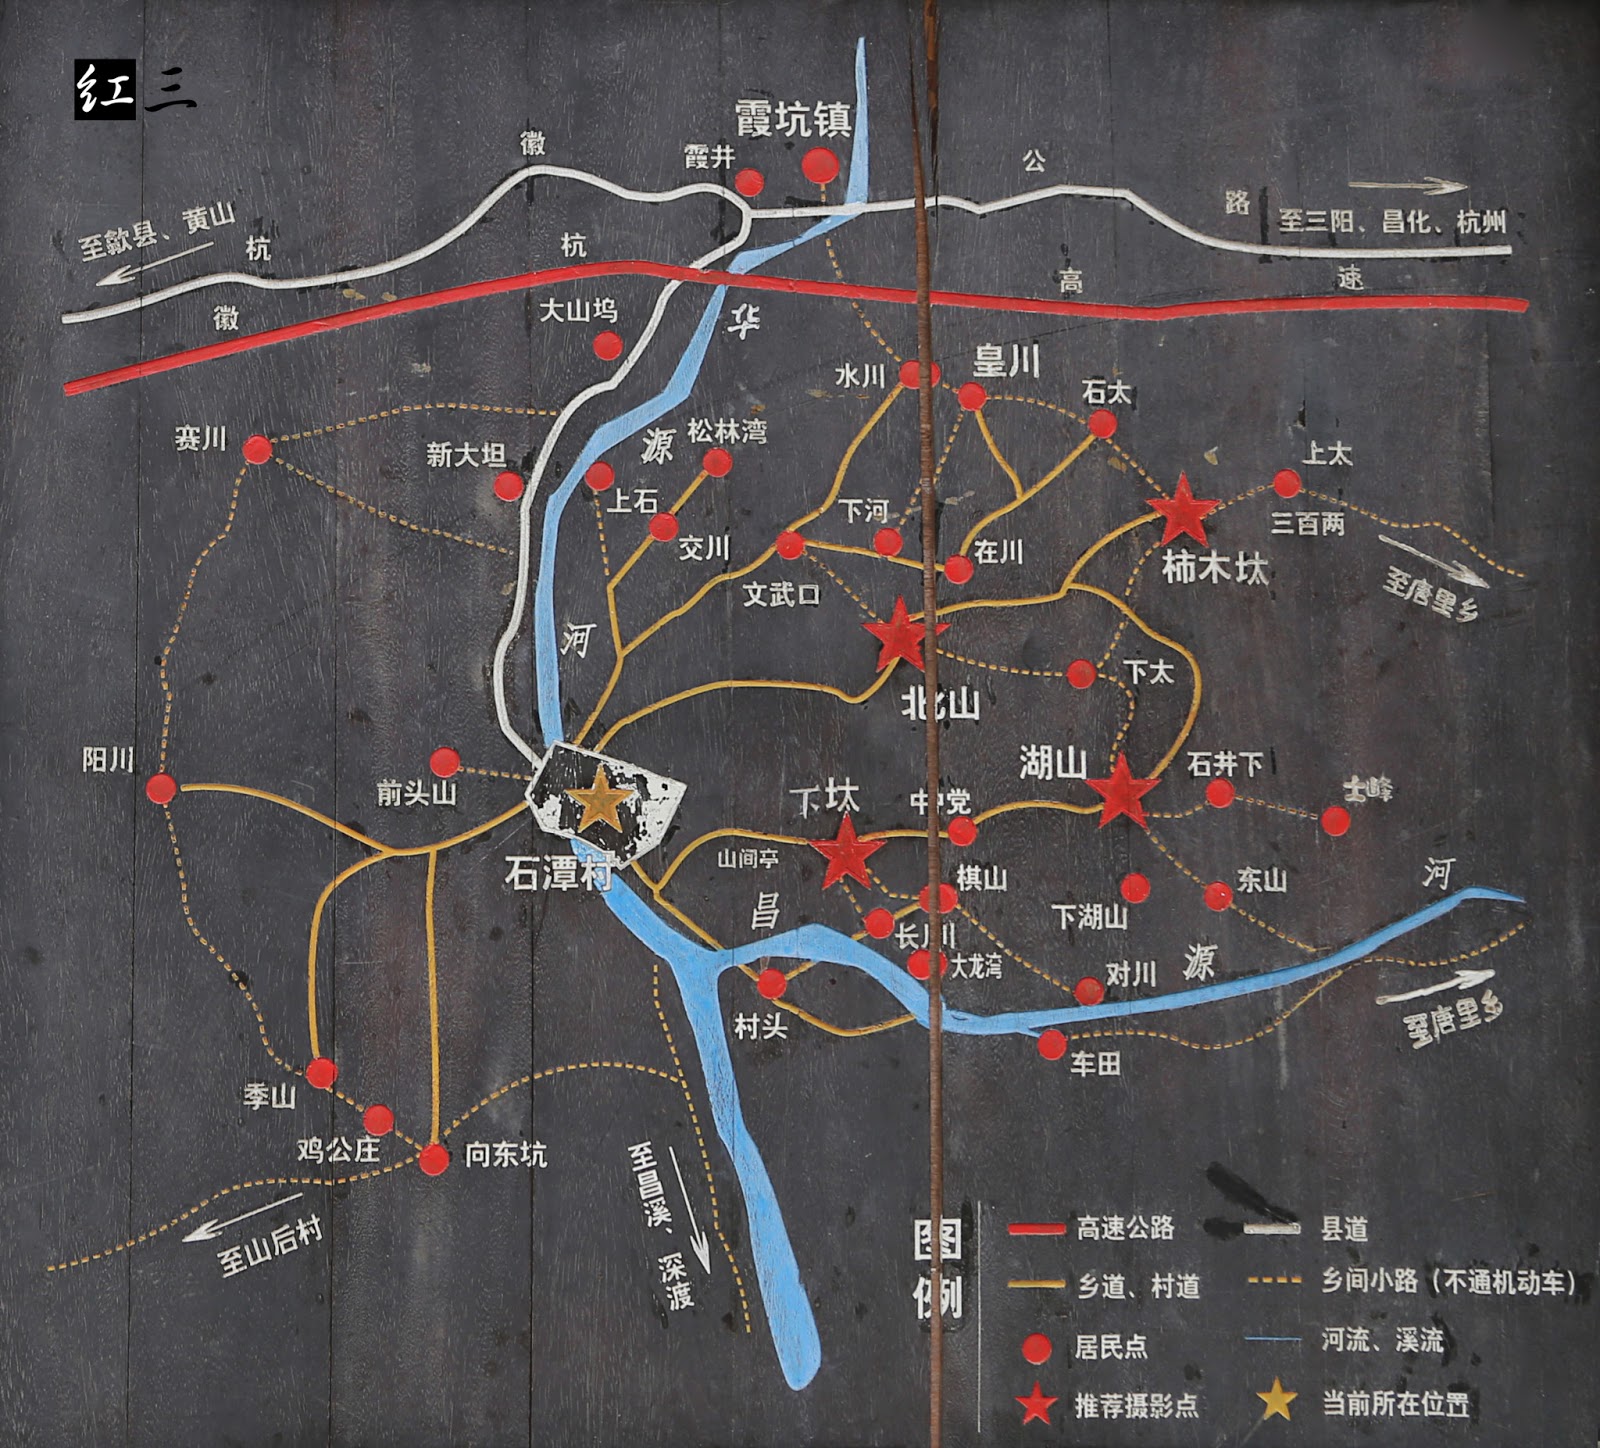 红三
霞坑镇
霞井
徽
公
路
至歙县、黄山
杭
杭
至三阳、昌化、杭州
徽
高
速
大山坞
华
水川
皇川
石太
赛川
新大坦
源
松林湾
上石
交川
下河
在川
上太
三百两
文武口
柿木坑
至唐里乡
河
北山
下太
阳川
前头山
湖山
石井下
石潭村
山间亭
棋山
下湖山
东山
昌
长川
大龙湾
对川
源
河
村头
车田
至唐里乡
季山
鸡公庄
向东坑
至山后村
至昌溪、深渡
图例
高速公路
县道
乡道、村道
乡间小路（不通机动车）
居民点
河流、溪流
推荐摄影点
当前所在位置